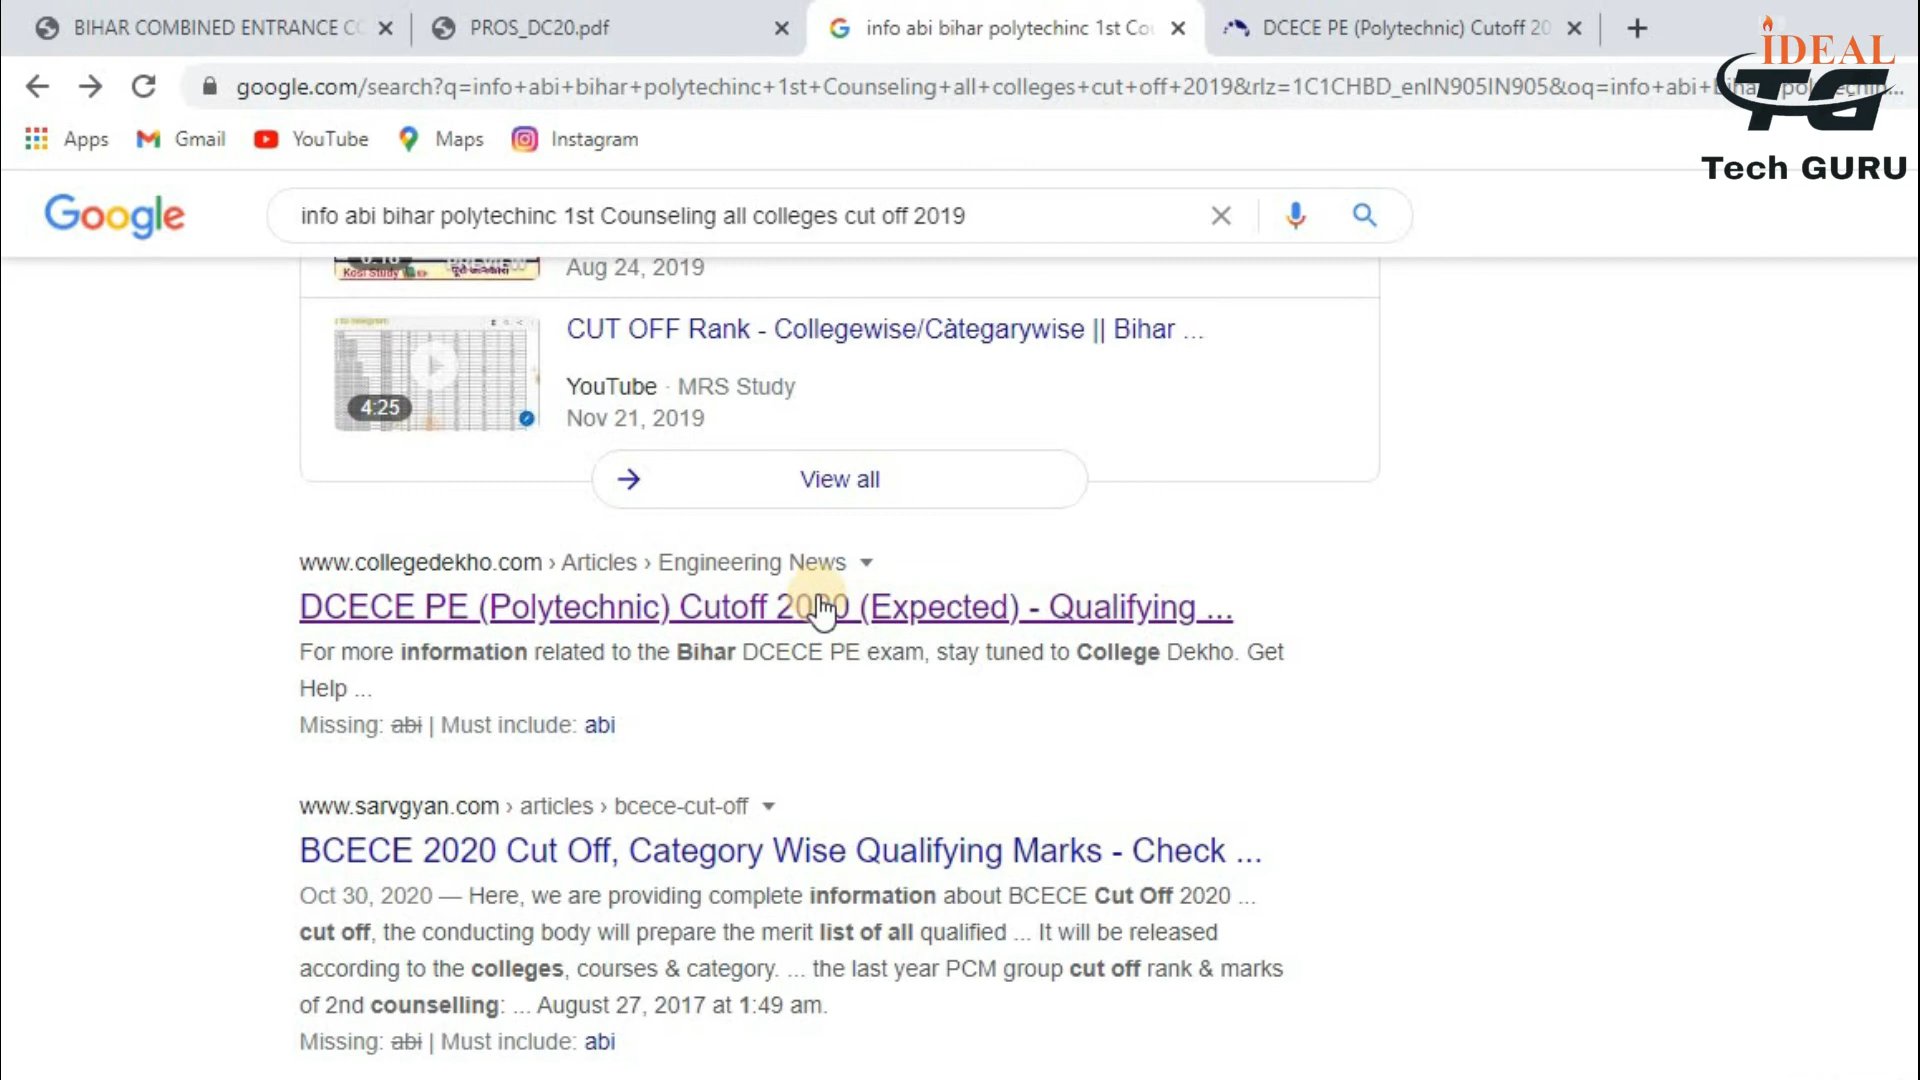 BIHAR COMBINED ENTRANCE CO
PROS_DC20.pdf
info abi bihar polytechinc 1st Cou
DCECE PE (Polytechnic) Cutoff 20
IDEAL
TG
Tech GURU
google.com/search?q=info+abi+bihar+polytechinc+1st+Counseling+all+colleges+cut+off+2019&rlz=1C1CHBD_enIN905IN905&oq=info+abi+bihar+polytechin...
Apps
Gmail
YouTube
Maps
Instagram
Google
info abi bihar polytechinc 1st Counseling all colleges cut off 2019
Kosi Study
PREVIEW
Aug 24, 2019
CUT OFF Rank - Collegewise/Càtegarywise || Bihar ...
YouTube · MRS Study
4:25
Nov 21, 2019
View all
www.collegedekho.com › Articles › Engineering News
DCECE PE (Polytechnic) Cutoff 2020 (Expected) - Qualifying ...
For more information related to the Bihar DCECE PE exam, stay tuned to College Dekho. Get
Help ...
Missing: abi | Must include: abi
www.sarvgyan.com › articles › bcece-cut-off
BCECE 2020 Cut Off, Category Wise Qualifying Marks - Check ...
Oct 30, 2020 — Here, we are providing complete information about BCECE Cut Off 2020 ...
cut off, the conducting body will prepare the merit list of all qualified ... It will be released
according to the colleges, courses & category. ... the last year PCM group cut off rank & marks
of 2nd counselling: ... August 27, 2017 at 1:49 am.
Missing: abi | Must include: abi